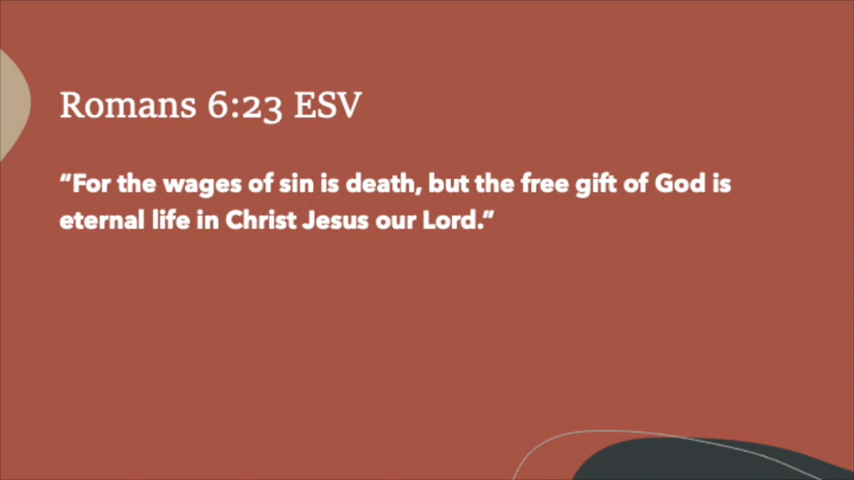 Romans 6:23 ESV
“For the wages of sin is death, but the free gift of God is
eternal life in Christ Jesus our Lord.”